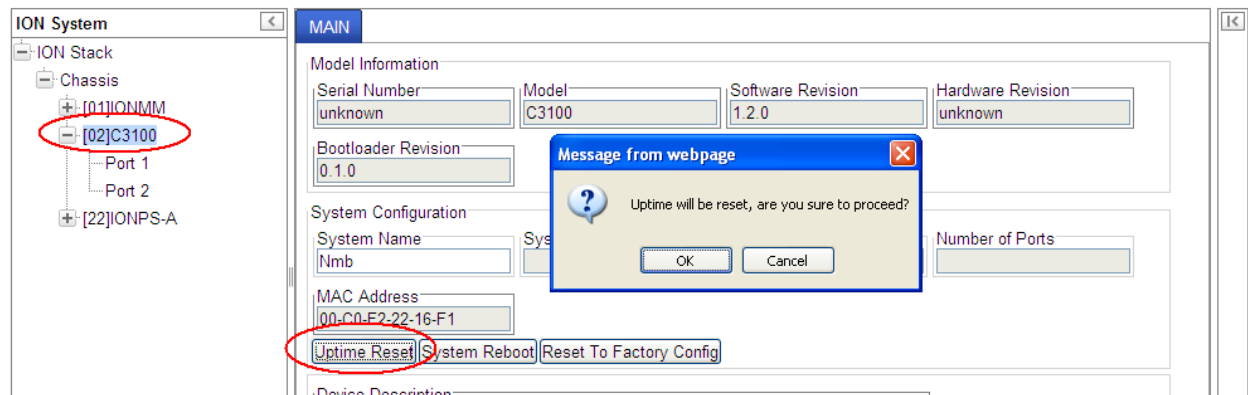 ION System
ION Stack
Chassis
[01]IONMM
[02]C3100
Port 1
Port 2
[22]IONPS-A
MAIN
Model Information
Serial Number Model Software Revision Hardware Revision
unknown C3100 1.2.0 unknown
Bootloader Revision
0.1.0
Message from webpage
Uptime will be reset, are you sure to proceed?
OK Cancel
System Configuration
System Name Sys Number of Ports
Nmb
MAC Address
00-C0-F2-22-16-F1
Uptime Reset System Reboot Reset To Factory Config
Device Description